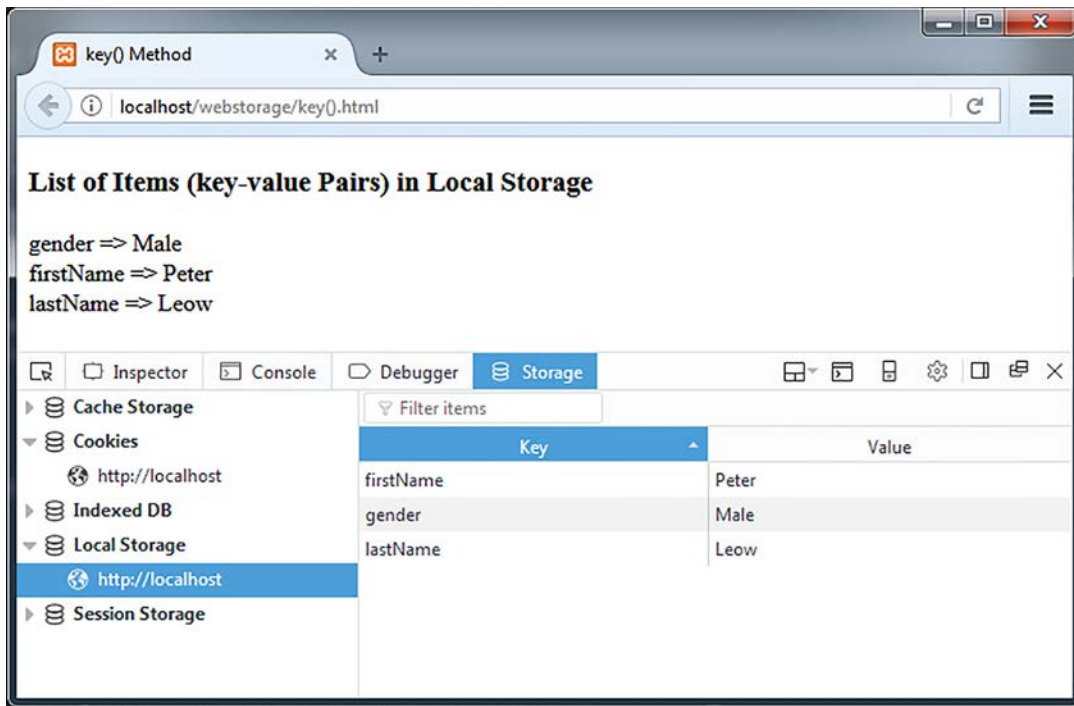 key() Method
localhost/webstorage/key().html
List of Items (key-value Pairs) in Local Storage
gender => Male
firstName => Peter
lastName => Leow
Inspector Console Debugger Storage
Cache Storage
Cookies
http://localhost
Indexed DB
Local Storage
http://localhost
Session Storage
Filter items
Key Value
firstName Peter
gender Male
lastName Leow